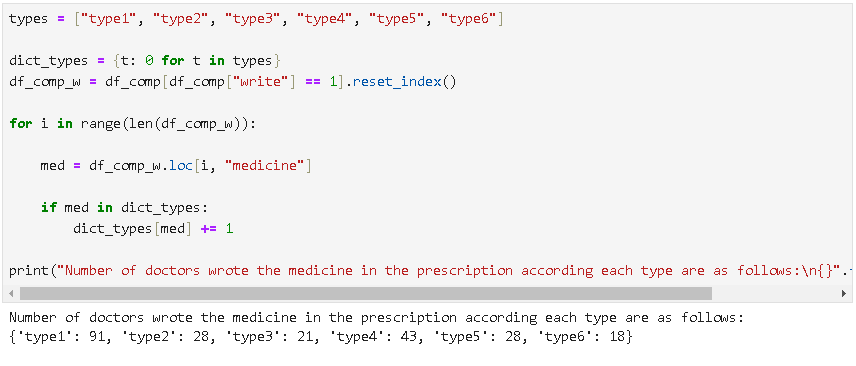 types = ["type1", "type2", "type3", "type4", "type5", "type6"]
dict_types = {t: 0 for t in types}
df_comp_w = df_comp[df_comp["write"] == 1].reset_index()
for i in range(len(df_comp_w)):
med = df_comp_w.loc[i, "medicine"]
if med in dict_types:
dict_types[med] += 1
print("Number of doctors wrote the medicine in the prescription according each type are as follows:\n{}".
Number of doctors wrote the medicine in the prescription according each type are as follows:
{'type1': 91, 'type2': 28, 'type3': 21, 'type4': 43, 'type5': 28, 'type6': 18}